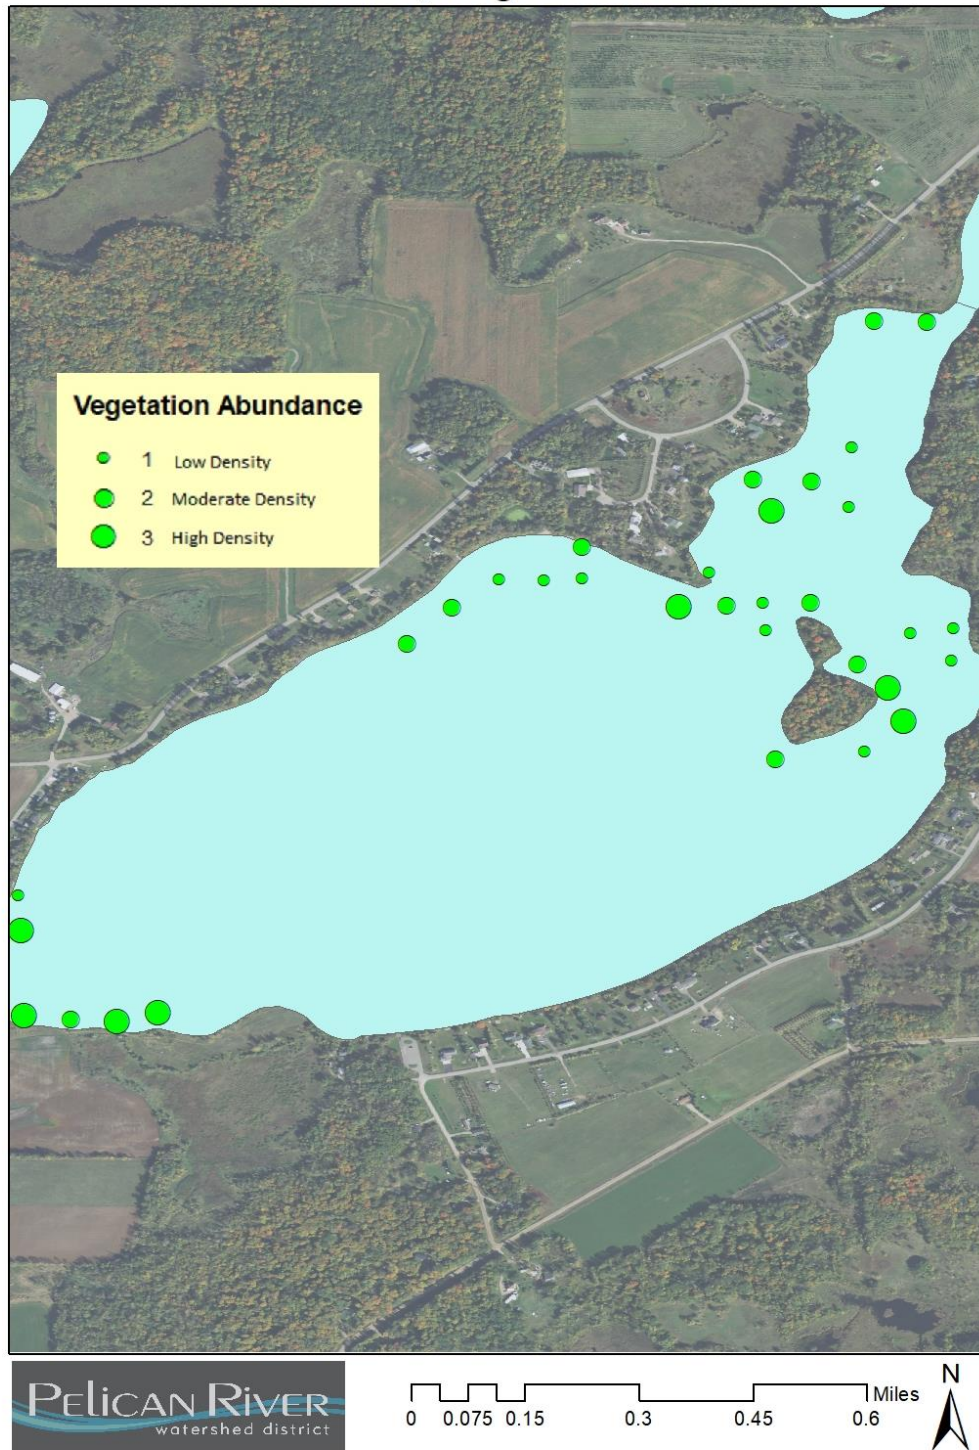 Vegetation Abundance
1 Low Density
2 Moderate Density
3 High Density
PELICAN RIVER
watershed district
0 0.075 0.15 0.3 0.45 0.6 Miles
N